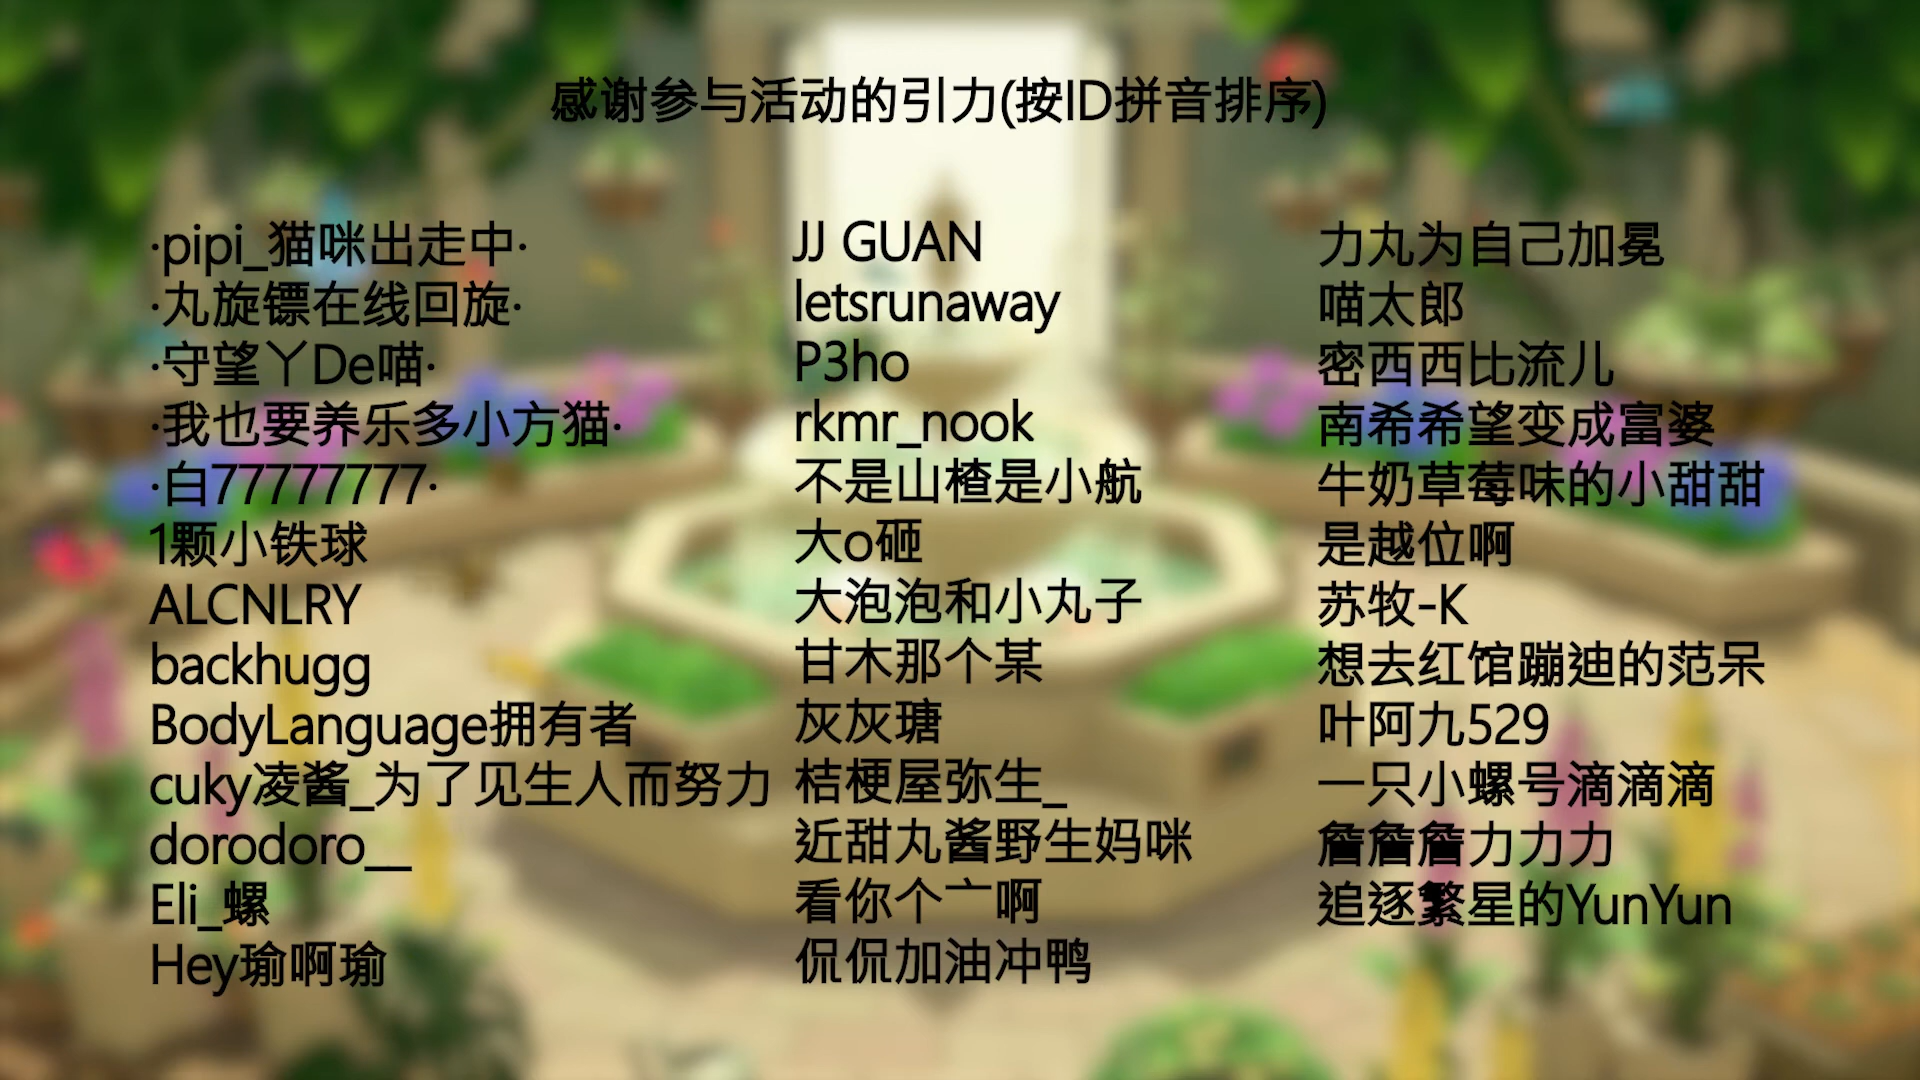 感谢参与活动的引力(按ID拼音排序)
·pipi_猫咪出走中·
·丸旋镖在线回旋·
·守望丫De喵·
·我也要养乐多小方猫·
·白77777777·
1颗小铁球
ALCNLRY
backhugg
BodyLanguage拥有者
cuky凌酱_为了见生人而努力
dorodoro__
Eli_螺
Hey瑜啊瑜
JJ GUAN
letsrunaway
P3ho
rkmr_nook
不是山楂是小航
大o砸
大泡泡和小丸子
甘木那个某
灰灰瑭
桔梗屋弥生_
近甜丸酱野生妈咪
看你个亠啊
侃侃加油冲鸭
力丸为自己加冕
喵太郎
密西西比流儿
南希希望变成富婆
牛奶草莓味的小甜甜
是越位啊
苏牧-K
想去红馆蹦迪的范呆
叶阿九529
一只小螺号滴滴滴
詹詹詹力力力
追逐繁星的YunYun